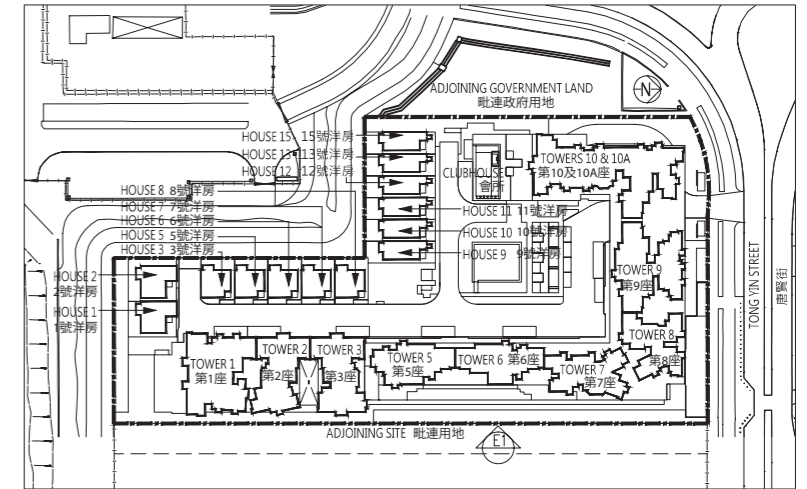 ADJOINING GOVERNMENT LAND
毗連政府用地
N
HOUSE 15 15號洋房
HOUSE 13 13號洋房
HOUSE 12 12號洋房
CLUBHOUSE
會所
TOWERS 10 & 10A
第10及10A座
HOUSE 8 8號洋房
HOUSE 7 7號洋房
HOUSE 6 6號洋房
HOUSE 5 5號洋房
HOUSE 3 3號洋房
HOUSE 11 11號洋房
HOUSE 10 10號洋房
HOUSE 9 9號洋房
HOUSE 2
2號洋房
HOUSE 1
1號洋房
TOWER 9
第9座
TONG YIN STREET
唐賢街
TOWER 1
第1座
TOWER 2
第2座
TOWER 3
第3座
TOWER 5
第5座
TOWER 6 第6座
TOWER 7
第7座
TOWER 8
第8座
ADJOINING SITE 毗連用地
E1